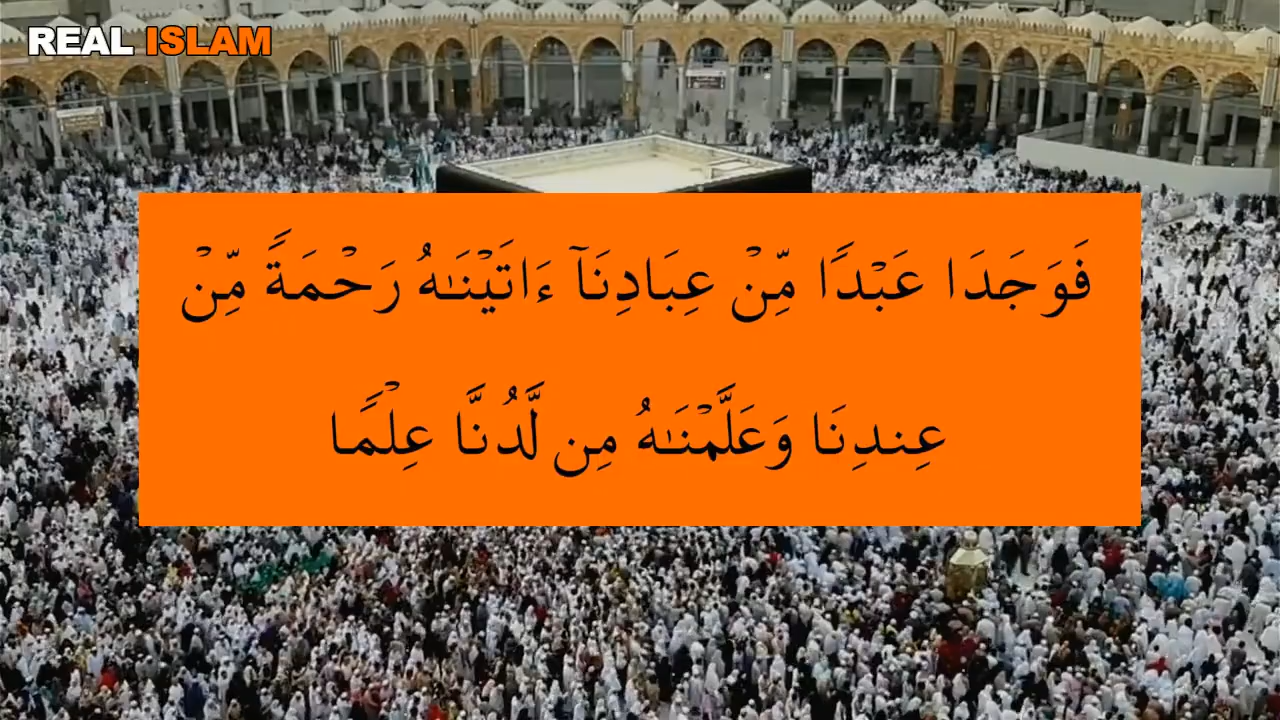 REAL ISLAM
فَوَجَدَا عَبْدًا مِّنْ عِبَادِنَآ ءَاتَيْنَـٰهُ رَحْمَةً مِّنْ
عِندِنَا وَعَلَّمْنَـٰهُ مِن لَّدُنَّا عِلْمًا